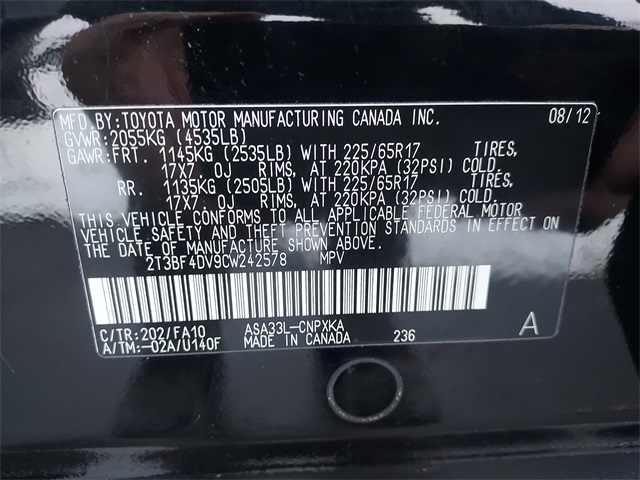 MFD. BY: TOYOTA MOTOR MANUFACTURING CANADA INC. 08/12
GVWR: 2055KG (4535LB)
GAWR: FRT. 1145KG (2535LB) WITH 225/65R17 TIRES,
17X7. 0J RIMS, AT 220KPA (32PSI) COLD.
RR. 1135KG (2505LB) WITH 225/65R17 TIRES,
17X7. 0J RIMS, AT 220KPA (32PSI) COLD.
THIS VEHICLE CONFORMS TO ALL APPLICABLE FEDERAL MOTOR
VEHICLE SAFETY AND THEFT PREVENTION STANDARDS IN EFFECT ON
THE DATE OF MANUFACTURE SHOWN ABOVE.
2T3BF4DV9CW242578 MPV
C/TR: 202/FA10 ASA33L-CNPXKA
A/TM: -02A/U140F MADE IN CANADA 236 A